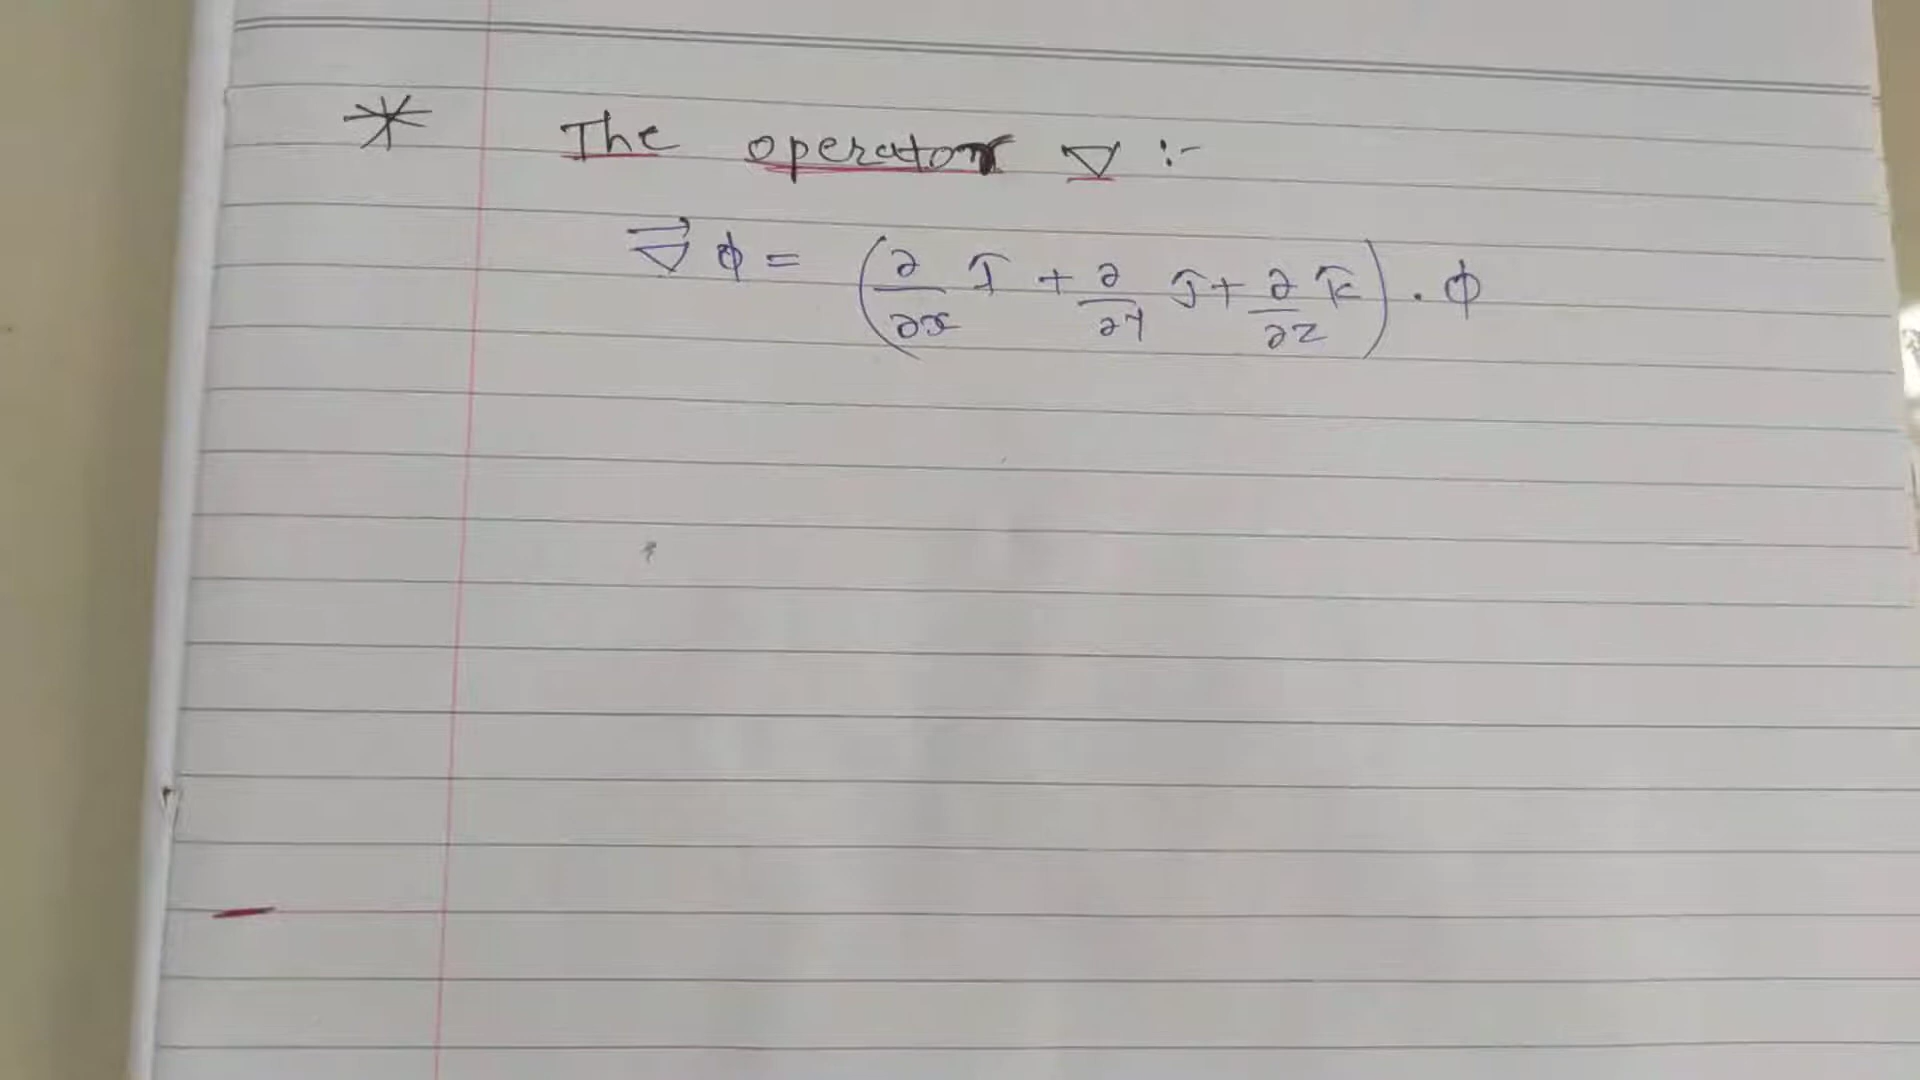 * The operator ∇ :-
∇⃗ ϕ = (∂/∂x i̅ + ∂/∂y j̅ + ∂/∂z k̅) . ϕ